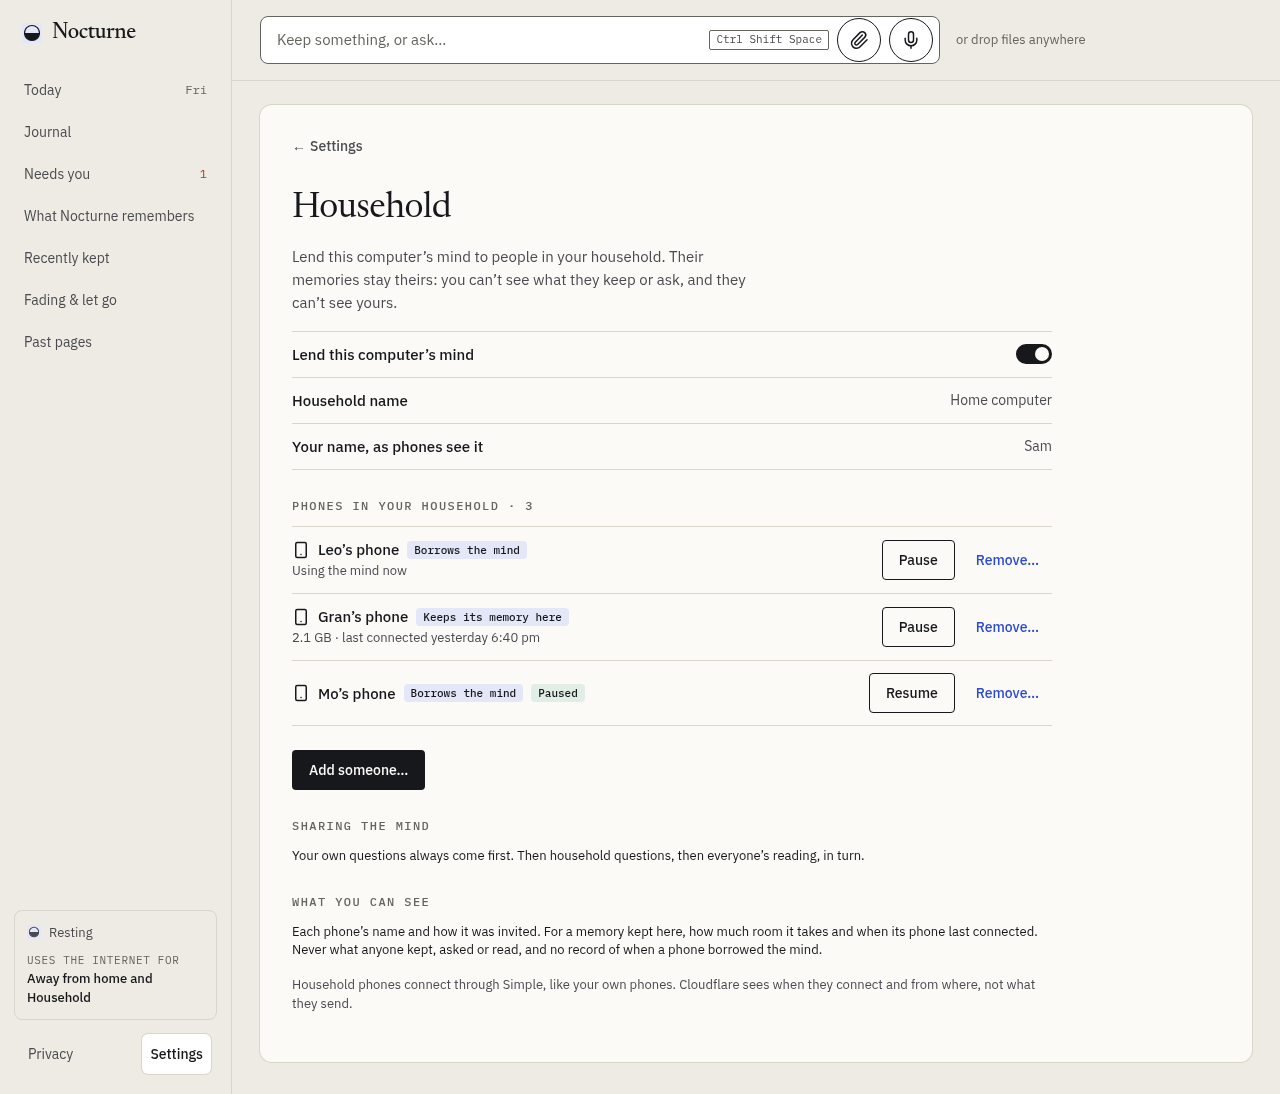 Nocturne
Today Fri
Journal
Needs you 1
What Nocturne remembers
Recently kept
Fading & let go
Past pages
Resting
USES THE INTERNET FOR
Away from home and
Household
Privacy Settings
Keep something, or ask… Ctrl Shift Space or drop files anywhere
← Settings
Household
Lend this computer’s mind to people in your household. Their
memories stay theirs: you can’t see what they keep or ask, and they
can’t see yours.
Lend this computer’s mind
Household name Home computer
Your name, as phones see it Sam
PHONES IN YOUR HOUSEHOLD · 3
Leo’s phone Borrows the mind
Using the mind now
Pause Remove…
Gran’s phone Keeps its memory here
2.1 GB · last connected yesterday 6:40 pm
Pause Remove…
Mo’s phone Borrows the mind Paused
Resume Remove…
Add someone…
SHARING THE MIND
Your own questions always come first. Then household questions, then everyone’s reading, in turn.
WHAT YOU CAN SEE
Each phone’s name and how it was invited. For a memory kept here, how much room it takes and when its phone last connected.
Never what anyone kept, asked or read, and no record of when a phone borrowed the mind.
Household phones connect through Simple, like your own phones. Cloudflare sees when they connect and from where, not what
they send.